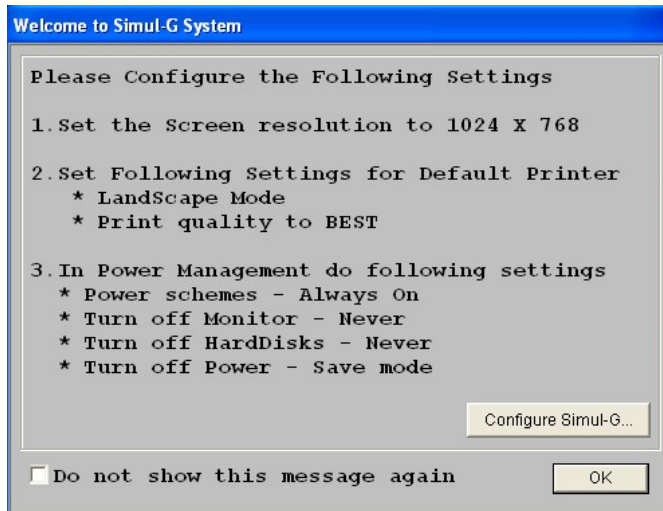 Welcome to Simul-G System
Please Configure the Following Settings
1.Set the Screen resolution to 1024 X 768
2.Set Following Settings for Default Printer
* LandScape Mode
* Print quality to BEST
3.In Power Management do following settings
* Power schemes - Always On
* Turn off Monitor - Never
* Turn off HardDisks - Never
* Turn off Power - Save mode
Configure Simul-G...
Do not show this message again
OK